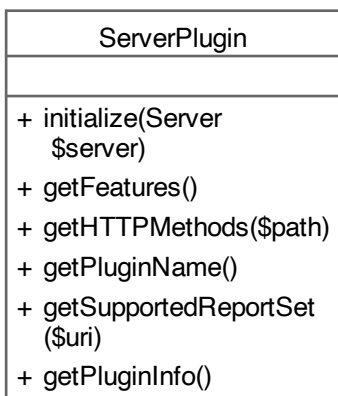 ServerPlugin
+ initialize(Server
$server)
+ getFeatures()
+ getHTTPMethods($path)
+ getPluginName()
+ getSupportedReportSet
($uri)
+ getPluginInfo()